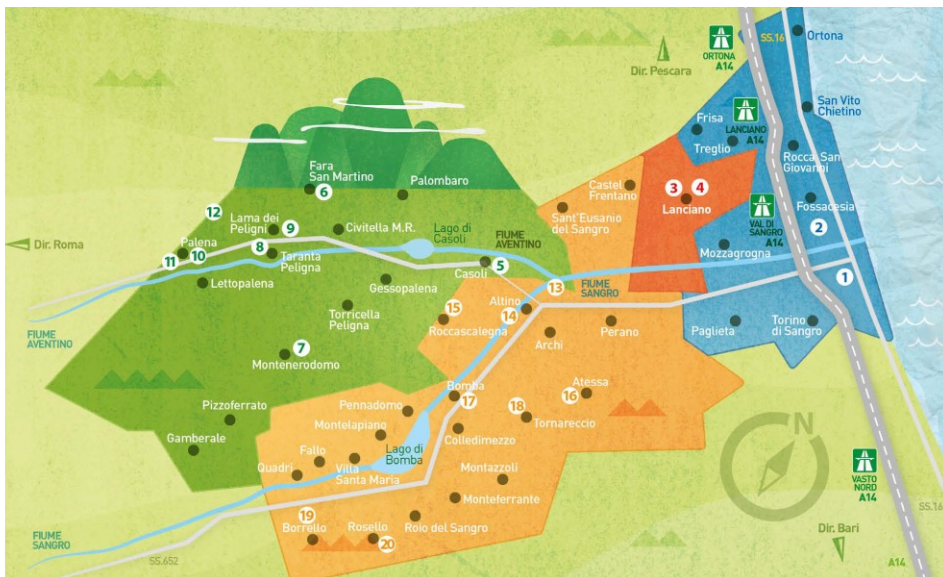 SS.16
Ortona
ORTONA
A14
Dir. Pescara
San Vito
Chietino
Frisa
LANCIANO
A14
Treglio
Rocca San
Giovanni
Fara
San Martino
6
Palombaro
Castel
Frentano
3
4
Lanciano
Fossacesia
2
12
Lama dei
Peligni
9
Civitella M.R.
Sant'Eusanio
del Sangro
VAL DI
SANGRO
A14
Dir. Roma
Palena
11
10
8
Taranta
Peligna
Lago di
Casoli
FIUME
AVENTINO
Mozzagrogna
Casoli
5
1
Lettopalena
Gessopalena
13
FIUME
SANGRO
FIUME
AVENTINO
Torricella
Peligna
15
Roccascalegna
Altino
14
Archi
Perano
Paglieta
Torino
di Sangro
7
Montenerodomo
Bomba
17
Atessa
16
Pizzoferrato
Pennadomo
18
Tornareccio
N
Gamberale
Montelapiano
Colledimezzo
Fallo
Lago di
Bomba
Quadri
Villa
Santa Maria
Montazzoli
VASTO
NORD
A14
Monteferrante
SS.16
19
Borrello
Rosello
20
Roio del Sangro
Dir. Bari
FIUME
SANGRO
SS.652
A14